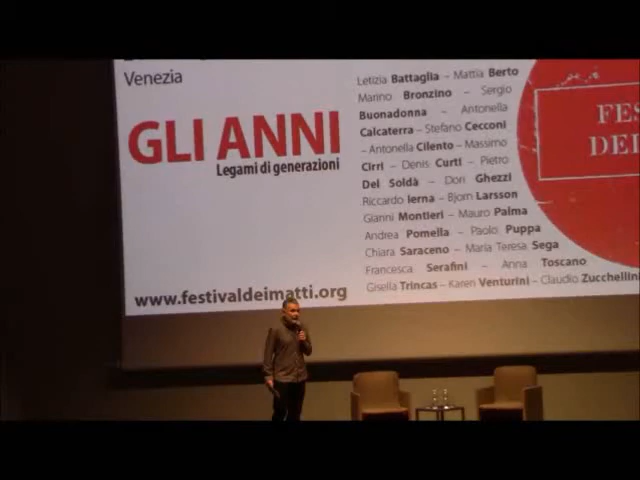 Venezia
GLI ANNI
Legami di generazioni
www.festivaldeimatti.org
Letizia Battaglia – Mattia Berto
Marino Bronzino – Sergio
Buonadonna – Antonella
Calcaterra – Stefano Cecconi
– Antonella Cilento – Massimo
Cirri – Denis Curti – Pietro
Del Soldà – Dori Ghezzi
Riccardo Ierna – Bjorn Larsson
Gianni Montieri – Mauro Palma
Andrea Pomella – Paolo Puppa
Chiara Saraceno – Maria Teresa Sega
Francesca Serafini – Anna Toscano
Gisella Trincas – Karen Venturini – Claudio Zucchellin
FES
DEI